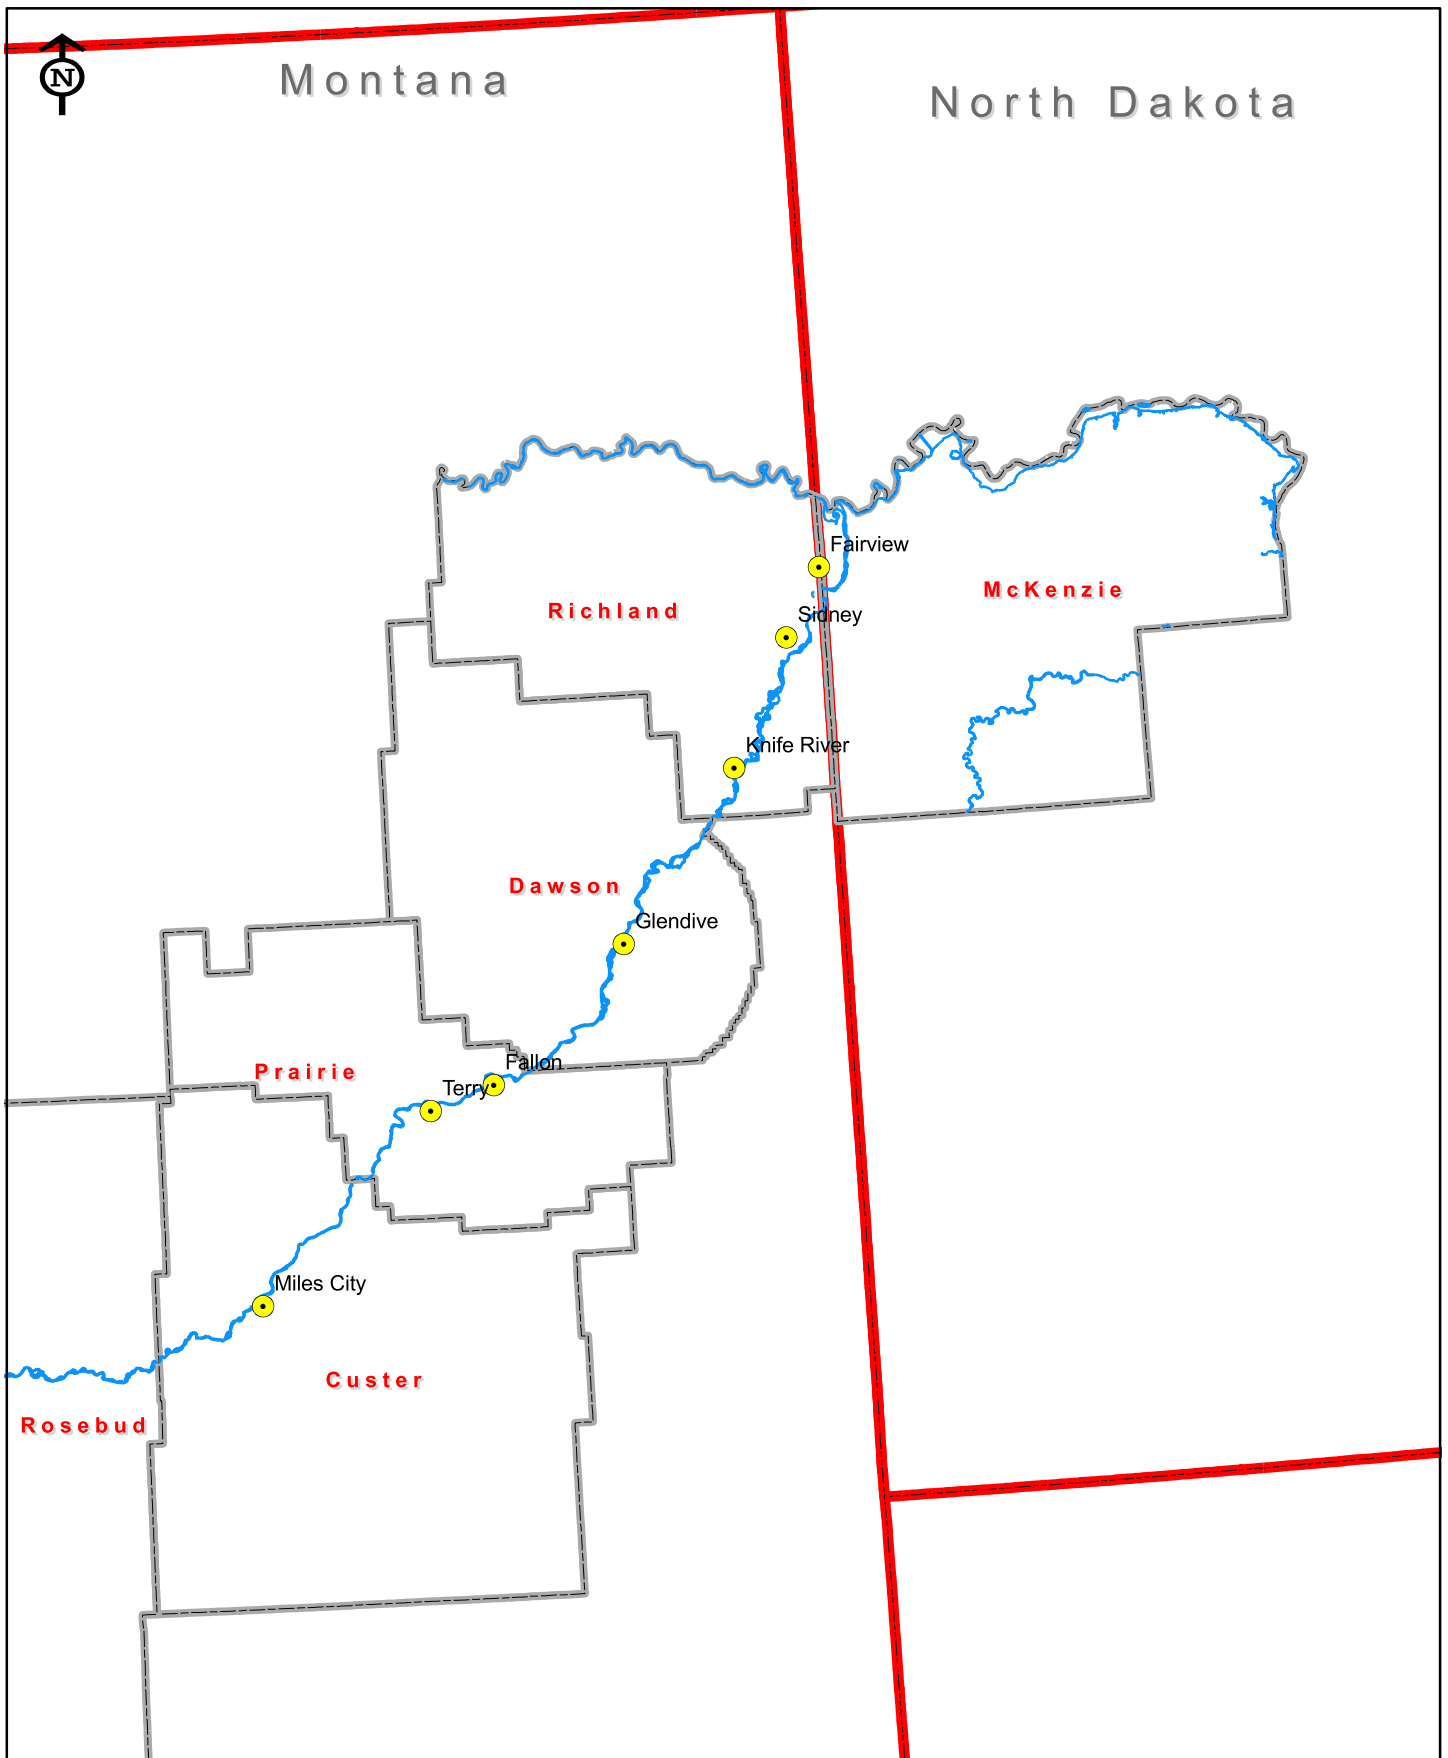 N
Montana
North Dakota
Fairview
McKenzie
Richland
Sidney
Knife River
Dawson
Glendive
Fallon
Prairie
Terry
Miles City
Custer
Rosebud